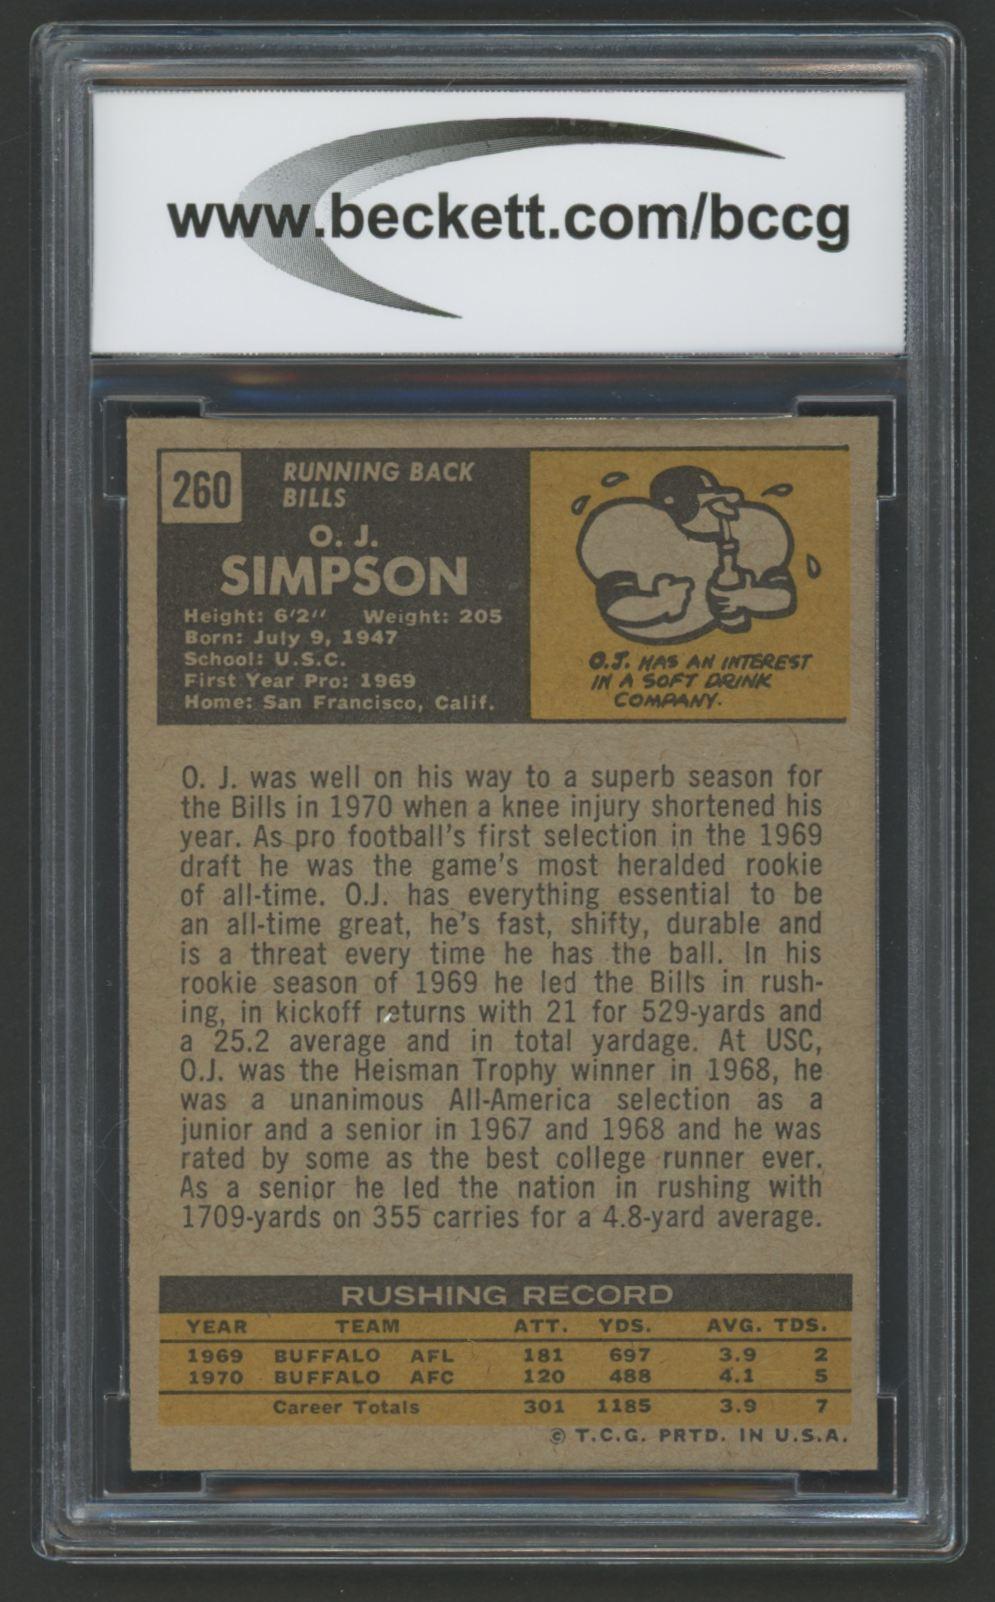 www.beckett.com/bccg
260
RUNNING BACK
BILLS
O. J.
SIMPSON
Height: 6'2" Weight: 205
Born: July 9, 1947
School: U.S.C.
First Year Pro: 1969
Home: San Francisco, Calif.
O.J. HAS AN INTEREST
IN A SOFT DRINK
COMPANY.
O. J. was well on his way to a superb season for
the Bills in 1970 when a knee injury shortened his
year. As pro football's first selection in the 1969
draft he was the game's most heralded rookie
of all-time. O.J. has everything essential to be
an all-time great, he's fast, shifty, durable and
is a threat every time he has the ball. In his
rookie season of 1969 he led the Bills in rush-
ing, in kickoff returns with 21 for 529-yards and
a 25.2 average and in total yardage. At USC,
O.J. was the Heisman Trophy winner in 1968, he
was a unanimous All-America selection as a
junior and a senior in 1967 and 1968 and he was
rated by some as the best college runner ever.
As a senior he led the nation in rushing with
1709-yards on 355 carries for a 4.8-yard average.
RUSHING RECORD
YEAR TEAM ATT. YDS. AVG. TDS.
1969 BUFFALO AFL 181 697 3.9 2
1970 BUFFALO AFC 120 488 4.1 5
Career Totals 301 1185 3.9 7
© T.C.G. PRTD. IN U.S.A.